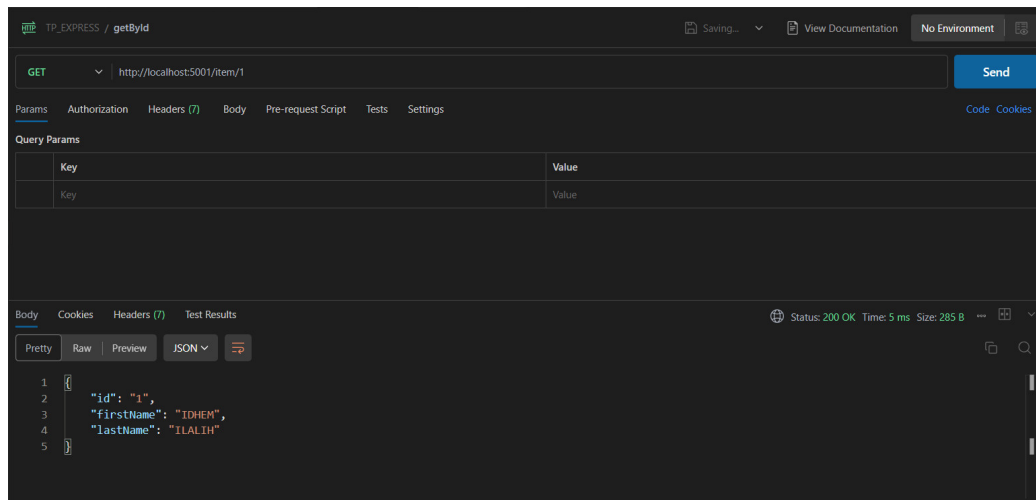 HTTP TP_EXPRESS / getById Saving... View Documentation No Environment
GET http://localhost:5001/item/1 Send
Params Authorization Headers (7) Body Pre-request Script Tests Settings Code Cookies
Query Params
Key Value
Key Value
Body Cookies Headers (7) Test Results Status: 200 OK Time: 5 ms Size: 285 B
Pretty Raw Preview JSON
1 {
2 "id": "1",
3 "firstName": "IDHEM",
4 "lastName": "ILALIH"
5 }